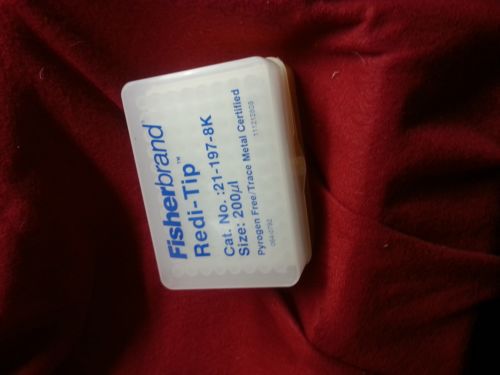 Fisherbrand®
Redi-Tip™
Cat. No. :21-197-8K
Size: 200µl
Pyrogen Free/Trace Metal Certified